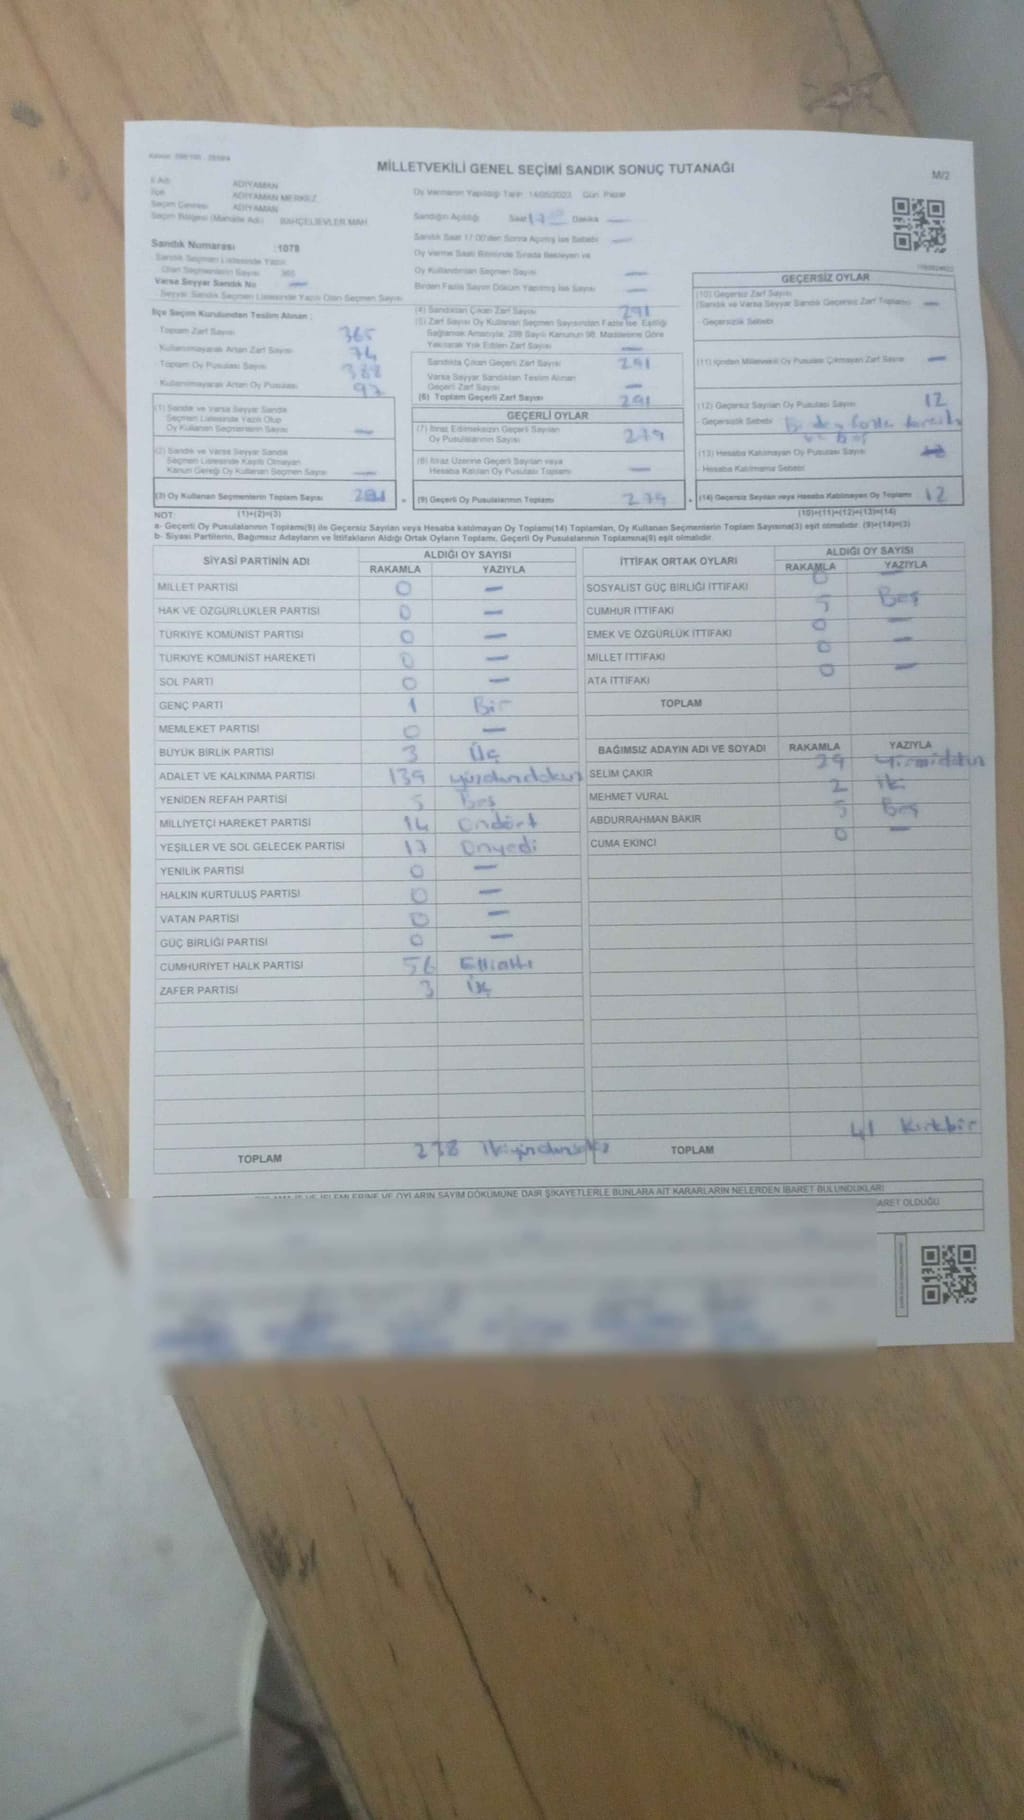 MİLLETVEKİLİ GENEL SEÇİMİ SANDIK SONUÇ TUTANAĞI
M/2
İl Adı ADIYAMAN
İlçe ADIYAMAN MERKEZ
Seçim Çevresi ADIYAMAN
Seçim Bölgesi (Mahalle Adı) BAHÇELİEVLER MAH
Sandık Numarası :1078
Sandık Seçmen Listesinde Yazılı
Olan Seçmenlerin Sayısı 365
Varsa Seyyar Sandık No —
Seyyar Sandık Seçmen Listesinde Yazılı Olan Seçmen Sayısı
İlçe Seçim Kurulundan Teslim Alınan :
Toplam Zarf Sayısı 365
Kullanılmayarak Artan Zarf Sayısı 74
Toplam Oy Pusulası Sayısı 388
Kullanılmayarak Artan Oy Pusulası 97
(1) Sandık ve Varsa Seyyar Sandık
Seçmen Listesinde Yazılı Olup
Oy Kullanan Seçmenlerin Sayısı —
(2) Sandık ve Varsa Seyyar Sandık
Seçmen Listesinde Kayıtlı Olmayan
Kanun Gereği Oy Kullanan Seçmen Sayısı —
(3) Oy Kullanan Seçmenlerin Toplam Sayısı 291
(1)+(2)=(3)
Oy Vermenin Yapıldığı Tarih 14/05/2023 Gün Pazar
Sandığın Açıldığı Saat 17 Dakika —
Sandık Saat 17:00'den Sonra Açılmış İse Sebebi —
Oy Verme Saati Bitiminde Sırada Bekleyen ve
Oy Kullandırılan Seçmen Sayısı —
Birden Fazla Sayım Döküm Yapılmış İse Sayısı —
(4) Sandıktan Çıkan Zarf Sayısı 291
(5) Zarf Sayısı Oy Kullanan Seçmen Sayısından Fazla İse, Eşitliği
Sağlamak Amacıyla, 298 Sayılı Kanunun 98. Maddesine Göre
Yakılarak Yok Edilen Zarf Sayısı —
Sandıkta Çıkan Geçerli Zarf Sayısı 291
Varsa Seyyar Sandıktan Teslim Alınan
Geçerli Zarf Sayısı —
(6) Toplam Geçerli Zarf Sayısı 291
GEÇERLİ OYLAR
(7) İtiraz Edilmeksizin Geçerli Sayılan
Oy Pusulalarının Sayısı 279
(8) İtiraz Üzerine Geçerli Sayılan veya
Hesaba Katılan Oy Pusulası Toplamı —
(9) Geçerli Oy Pusulalarının Toplamı 279
GEÇERSİZ OYLAR
(10) Geçersiz Zarf Sayısı
(Sandık ve Varsa Seyyar Sandık Geçersiz Zarf Toplamı) —
Geçersizlik Sebebi
(11) İçinden Milletvekili Oy Pusulası Çıkmayan Zarf Sayısı —
(12) Geçersiz Sayılan Oy Pusulası Sayısı 12
Geçersizlik Sebebi
(13) Hesaba Katılmayan Oy Pusulası Sayısı
Hesaba Katılmama Sebebi
(14) Geçersiz Sayılan veya Hesaba Katılmayan Oy Toplamı 12
(10)+(11)+(12)+(13)=(14)
NOT:
a- Geçerli Oy Pusulalarının Toplamı(9) ile Geçersiz Sayılan veya Hesaba katılmayan Oy Toplamı(14) Toplamları, Oy Kullanan Seçmenlerin Toplam Sayısına(3) eşit olmalıdır. (9)+(14)=(3)
b- Siyasi Partilerin, Bağımsız Adayların ve İttifakların Aldığı Ortak Oyların Toplamı, Geçerli Oy Pusulalarının Toplamına(9) eşit olmalıdır.
SİYASİ PARTİNİN ADI ALDIĞI OY SAYISI
RAKAMLA YAZIYLA
MİLLET PARTİSİ 0 —
HAK VE ÖZGÜRLÜKLER PARTİSİ 0 —
TÜRKİYE KOMÜNİST PARTİSİ 0 —
TÜRKİYE KOMÜNİST HAREKETİ 0 —
SOL PARTİ 0 —
GENÇ PARTİ 1 Bir
MEMLEKET PARTİSİ 0 —
BÜYÜK BİRLİK PARTİSİ 3 Üç
ADALET VE KALKINMA PARTİSİ 139
YENİDEN REFAH PARTİSİ 5 Beş
MİLLİYETÇİ HAREKET PARTİSİ 14 Ondört
YEŞİLLER VE SOL GELECEK PARTİSİ 17 Onyedi
YENİLİK PARTİSİ 0 —
HALKIN KURTULUŞ PARTİSİ 0 —
VATAN PARTİSİ 0 —
GÜÇ BİRLİĞİ PARTİSİ 0 —
CUMHURİYET HALK PARTİSİ 56 Elliattı
ZAFER PARTİSİ 3 Üç
TOPLAM 238
İTTİFAK ORTAK OYLARI ALDIĞI OY SAYISI
RAKAMLA YAZIYLA
SOSYALİST GÜÇ BİRLİĞİ İTTİFAKI 0 —
CUMHUR İTTİFAKI 5 Beş
EMEK VE ÖZGÜRLÜK İTTİFAKI 0 —
MİLLET İTTİFAKI 0 —
ATA İTTİFAKI 0 —
TOPLAM
BAĞIMSIZ ADAYIN ADI VE SOYADI RAKAMLA YAZIYLA
SELİM ÇAKIR 29
MEHMET VURAL 2 iki
ABDURRAHMAN BAKIR 5 Beş
CUMA EKİNCİ 0 —
TOPLAM 41 Kırkbir
SAYIM DÖKÜMÜNE DAİR ŞİKAYETLERLE BUNLARA AİT KARARLARIN NELERDEN İBARET BULUNDUKLARI
ARET OLDUĞU